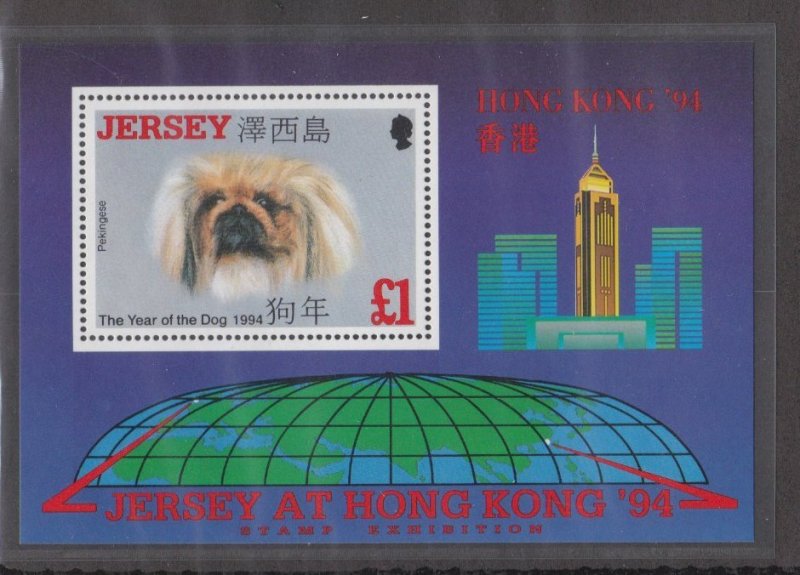 JERSEY 澤西島
Pekingese
The Year of the Dog 1994 狗年
£1
HONG KONG '94
香港
JERSEY AT HONG KONG '94
STAMP EXHIBITION